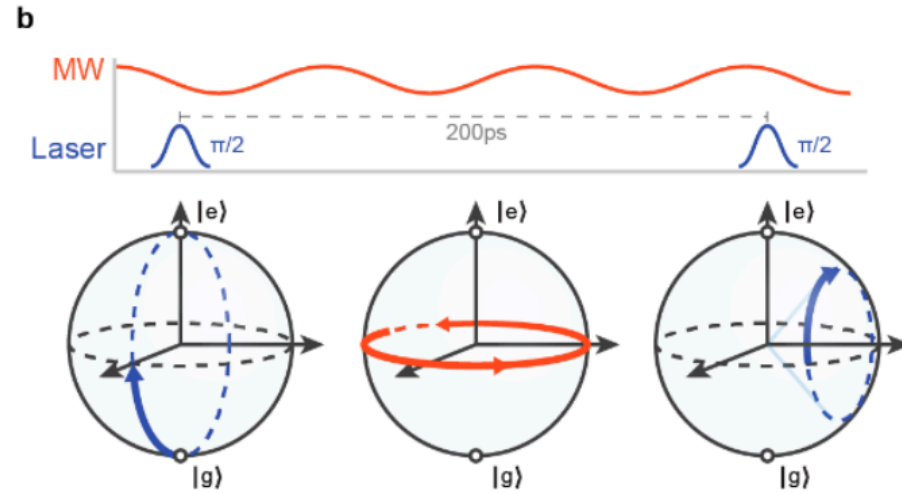 b
MW
200ps
Laser π/2 π/2
|e⟩ |e⟩ |e⟩
|g⟩ |g⟩ |g⟩